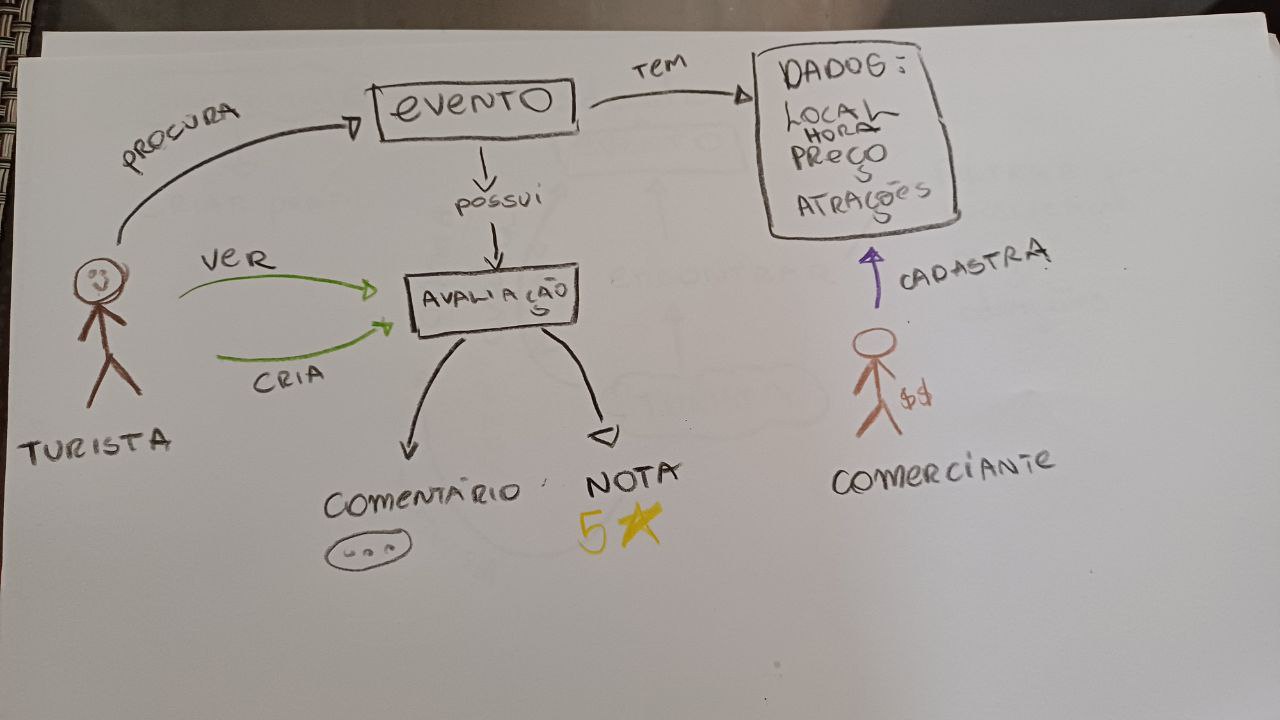 PROCURA
EVENTO
TEM
DADOS:
LOCAL
HORA
PREÇO
ATRAÇÕES
POSSUI
VER
AVALIAÇÃO
CRIA
CADASTRA
$$
TURISTA
COMENTÁRIO
...
NOTA
5
COMERCIANTE